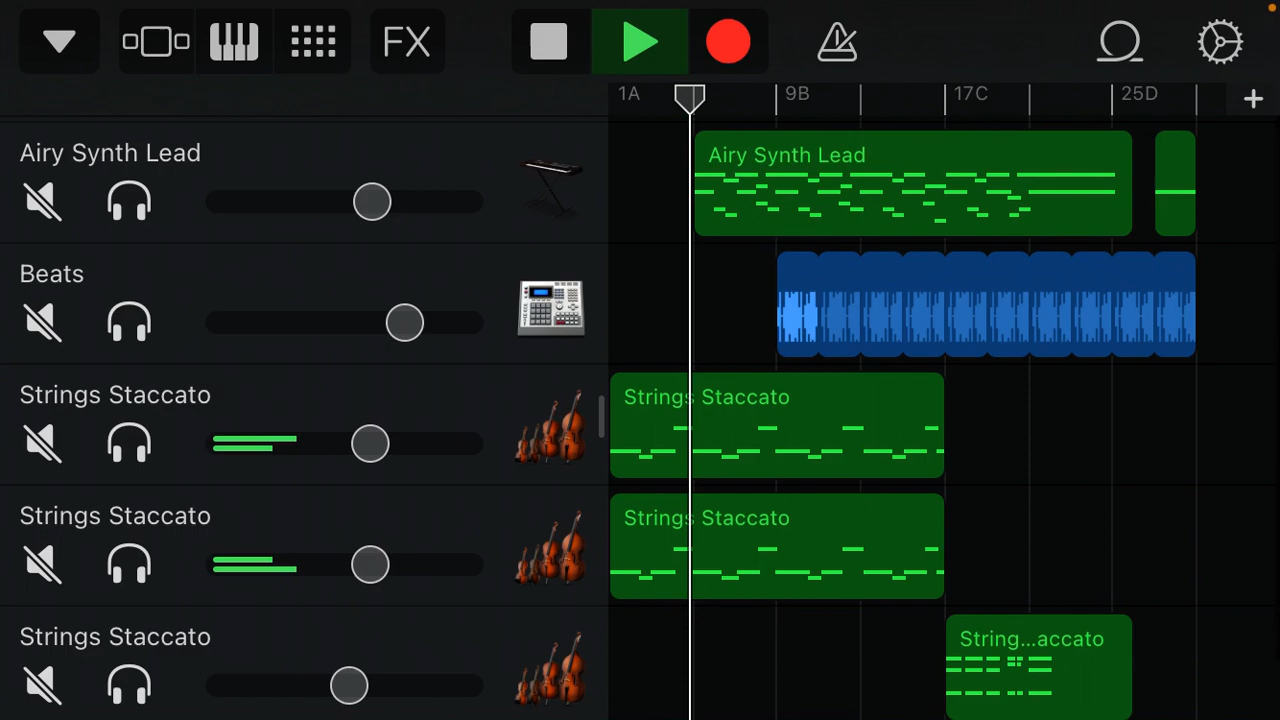 FX
1A 9B 17C 25D +
Airy Synth Lead
Airy Synth Lead
Beats
Strings Staccato
Strings Staccato
Strings Staccato
Strings Staccato
Strings Staccato
String...accato